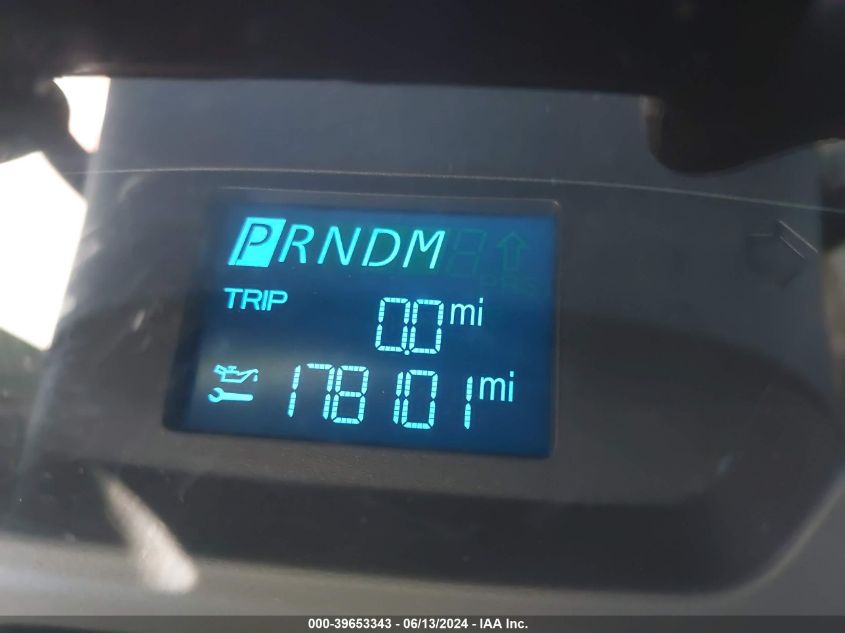 PRNDM
TRIP 0.0 mi
178101 mi
000-39653343 / 06/13/2024 - IAA Inc.